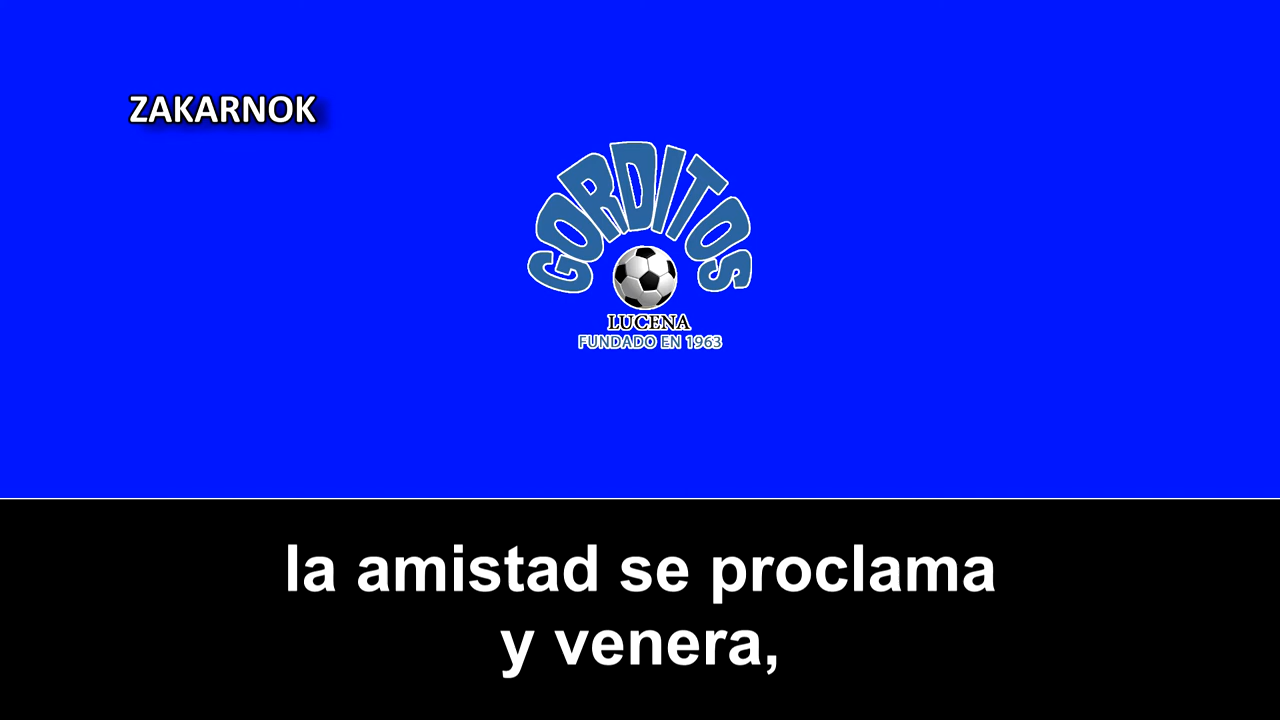 ZAKARNOK
GORDITOS
LUCENA
FUNDADO EN 1963
la amistad se proclama
y venera,